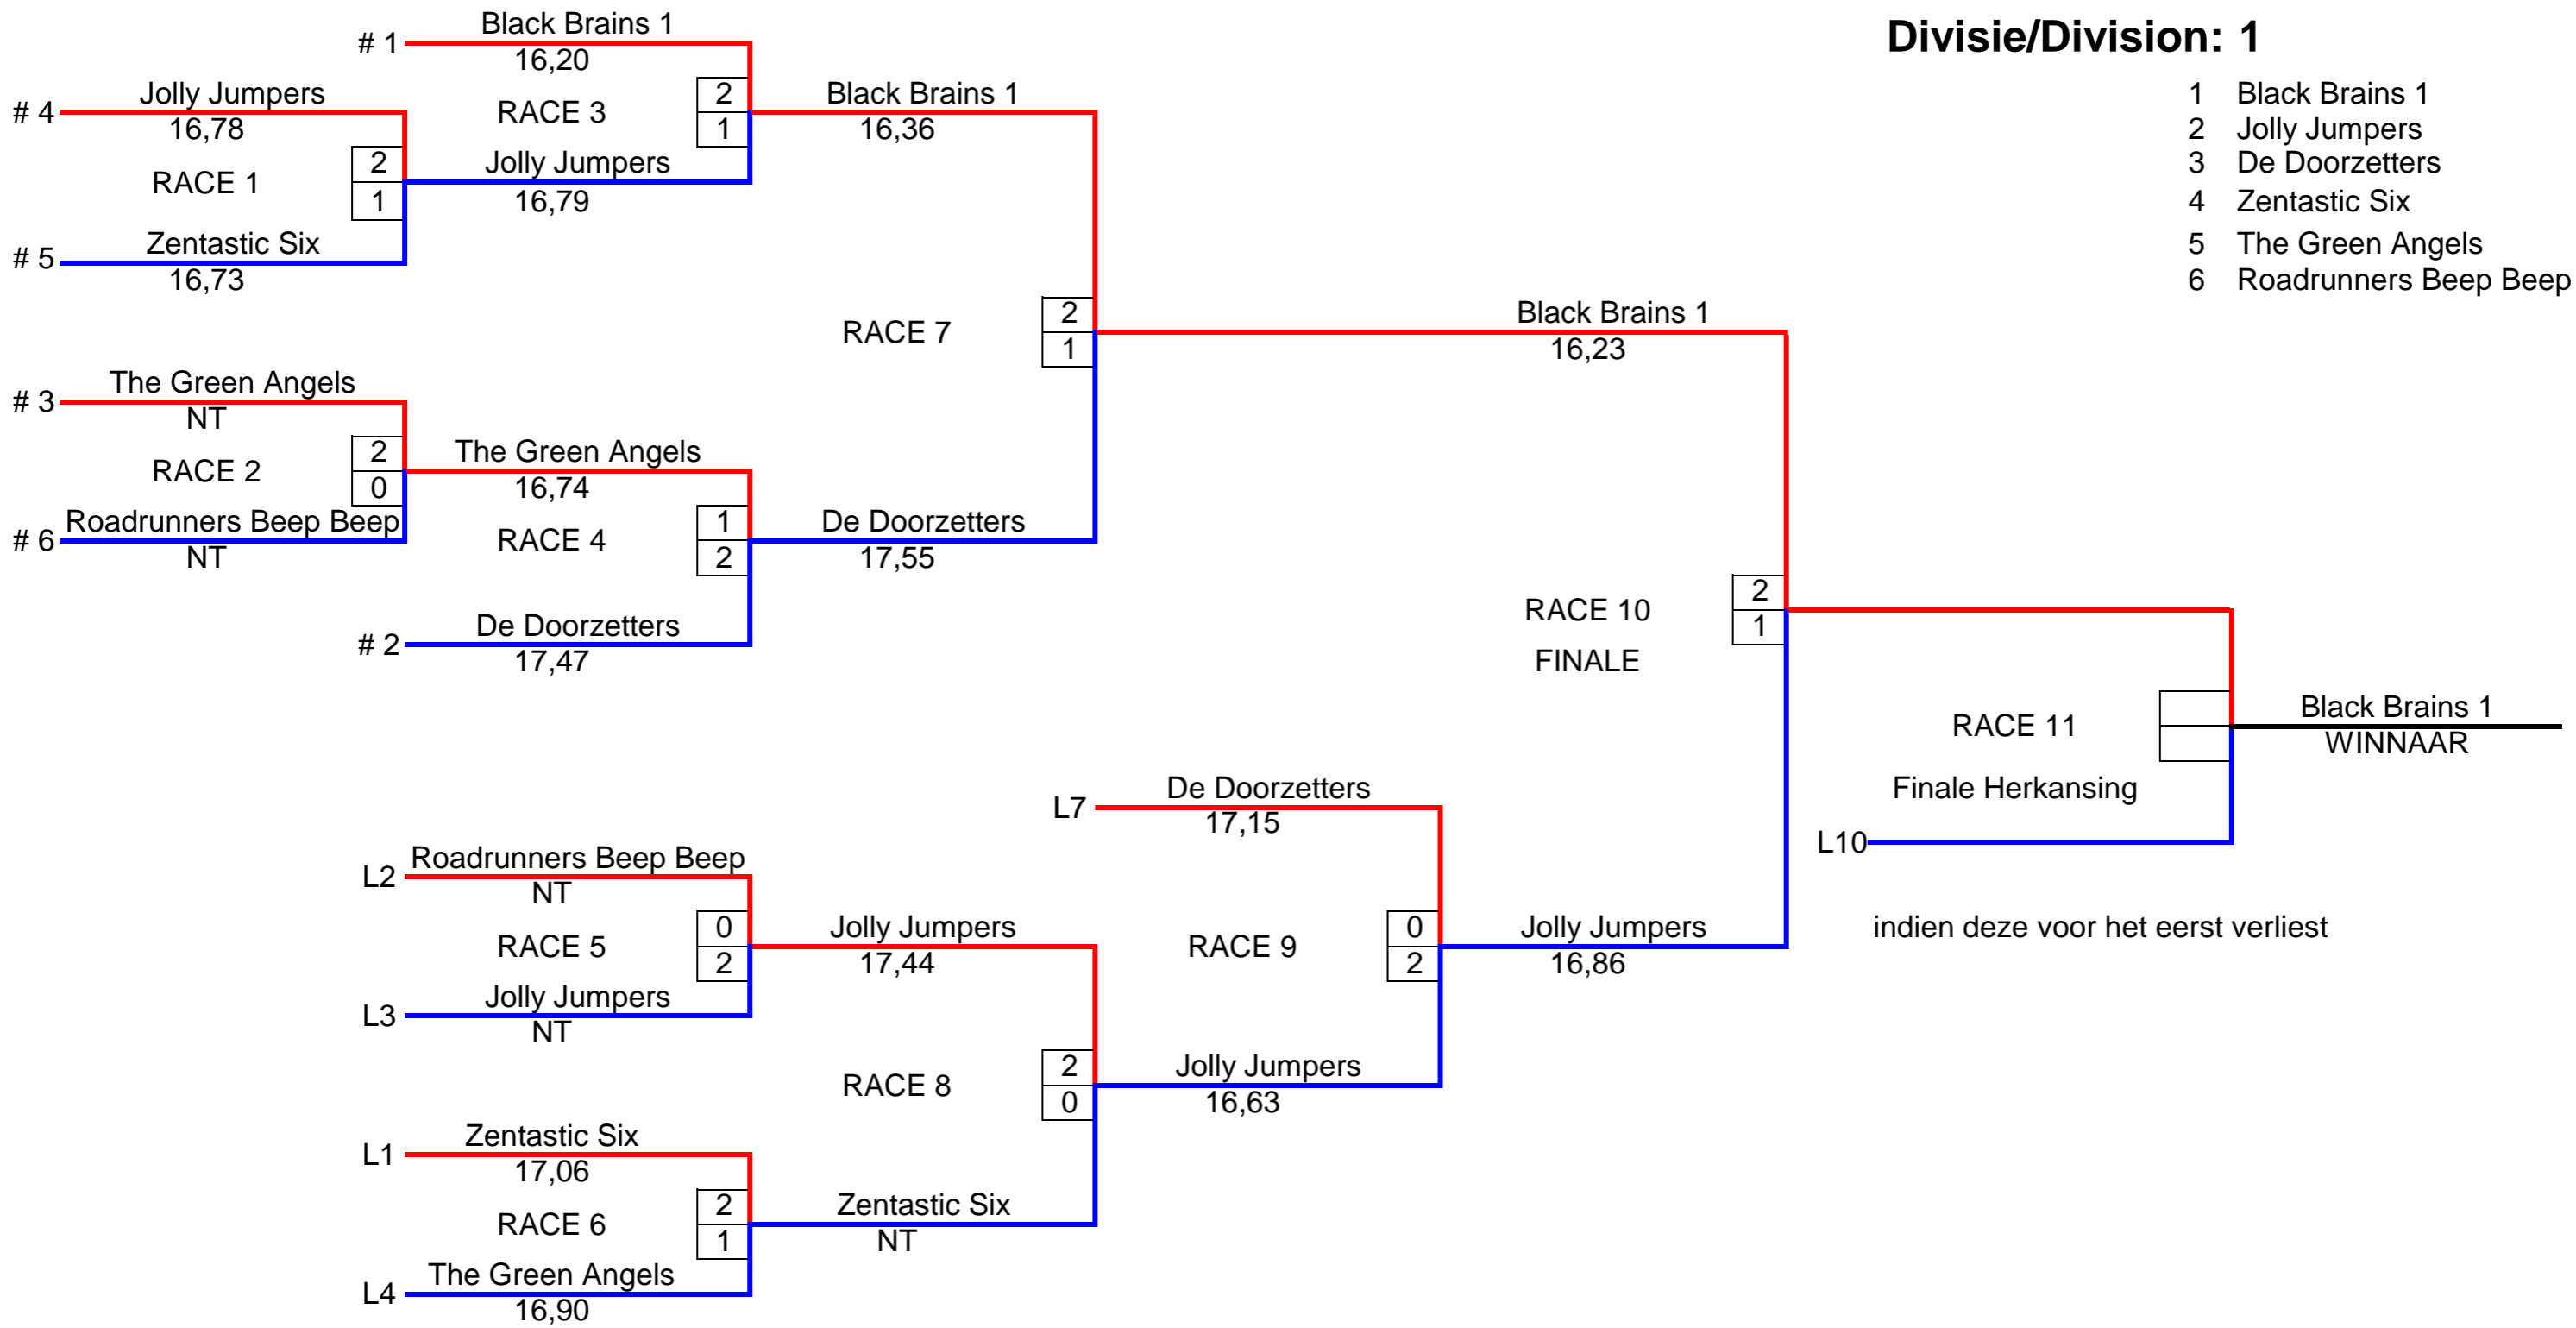 Divisie/Division: 1
1 Black Brains 1
2 Jolly Jumpers
3 De Doorzetters
4 Zentastic Six
5 The Green Angels
6 Roadrunners Beep Beep
# 1
Black Brains 1
16,20
RACE 3
2
1
Jolly Jumpers
16,79
# 4
Jolly Jumpers
16,78
RACE 1
2
1
# 5
Zentastic Six
16,73
Black Brains 1
16,36
RACE 7
2
1
# 3
The Green Angels
NT
RACE 2
2
0
# 6
Roadrunners Beep Beep
NT
The Green Angels
16,74
RACE 4
1
2
# 2
De Doorzetters
17,47
De Doorzetters
17,55
Black Brains 1
16,23
RACE 10
FINALE
2
1
RACE 11
Finale Herkansing
Black Brains 1
WINNAAR
L10
indien deze voor het eerst verliest
L7
De Doorzetters
17,15
RACE 9
0
2
Jolly Jumpers
16,86
L2
Roadrunners Beep Beep
NT
RACE 5
0
2
L3
Jolly Jumpers
NT
Jolly Jumpers
17,44
RACE 8
2
0
Jolly Jumpers
16,63
L1
Zentastic Six
17,06
RACE 6
2
1
L4
The Green Angels
16,90
Zentastic Six
NT